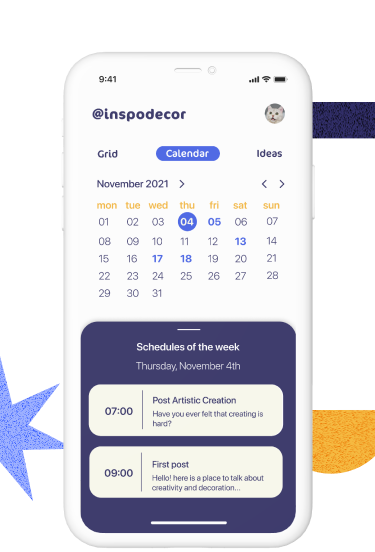 9:41
@inspodecor
Grid Calendar Ideas
November 2021 > < >
mon tue wed thu fri sat sun
01 02 03 04 05 06 07
08 09 10 11 12 13 14
15 16 17 18 19 20 21
22 23 24 25 26 27 28
29 30 31
Schedules of the week
Thursday, November 4th
07:00
Post Artistic Creation
Have you ever felt that creating is
hard?
09:00
First post
Hello! here is a place to talk about
creativity and decoration...